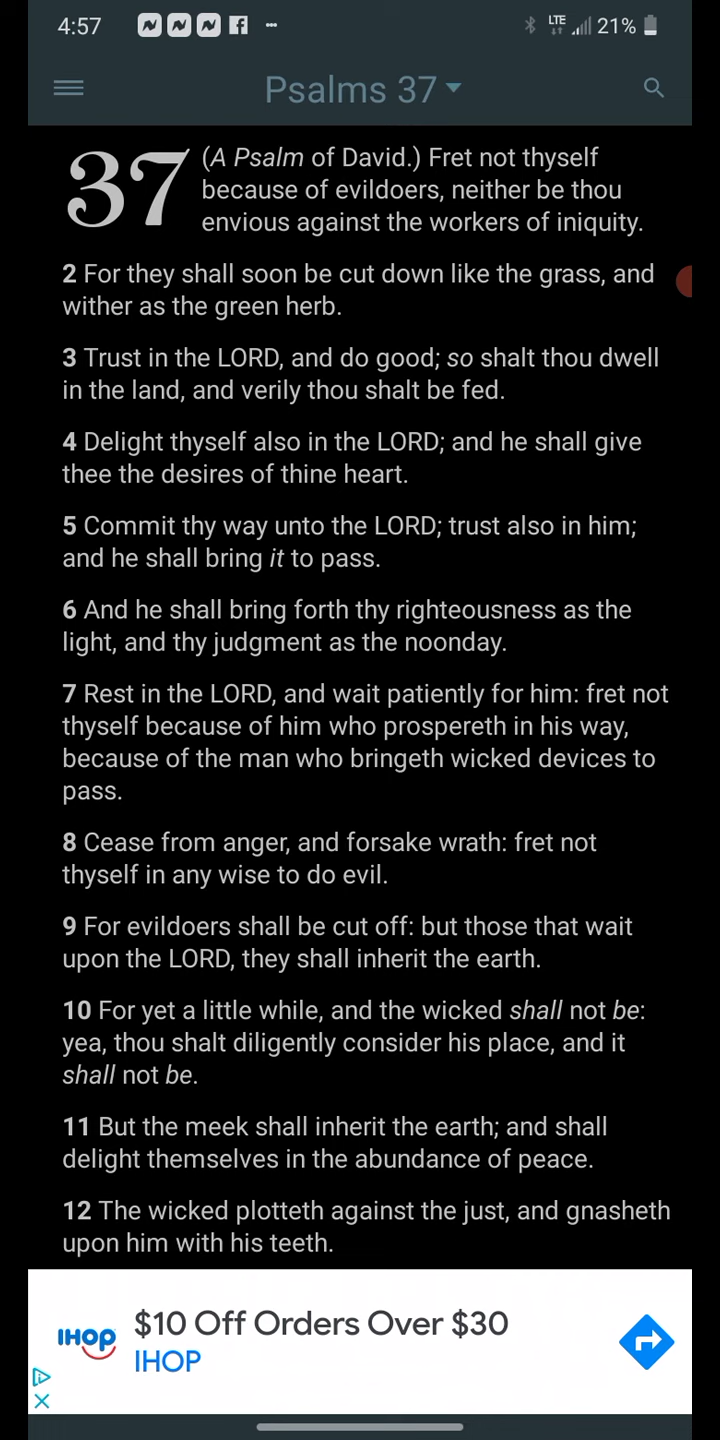 4:57
LTE
21%
Psalms 37
37
(A Psalm of David.) Fret not thyself
because of evildoers, neither be thou
envious against the workers of iniquity.
2 For they shall soon be cut down like the grass, and
wither as the green herb.
3 Trust in the LORD, and do good; so shalt thou dwell
in the land, and verily thou shalt be fed.
4 Delight thyself also in the LORD; and he shall give
thee the desires of thine heart.
5 Commit thy way unto the LORD; trust also in him;
and he shall bring it to pass.
6 And he shall bring forth thy righteousness as the
light, and thy judgment as the noonday.
7 Rest in the LORD, and wait patiently for him: fret not
thyself because of him who prospereth in his way,
because of the man who bringeth wicked devices to
pass.
8 Cease from anger, and forsake wrath: fret not
thyself in any wise to do evil.
9 For evildoers shall be cut off: but those that wait
upon the LORD, they shall inherit the earth.
10 For yet a little while, and the wicked shall not be:
yea, thou shalt diligently consider his place, and it
shall not be.
11 But the meek shall inherit the earth; and shall
delight themselves in the abundance of peace.
12 The wicked plotteth against the just, and gnasheth
upon him with his teeth.
IHOP
$10 Off Orders Over $30
IHOP